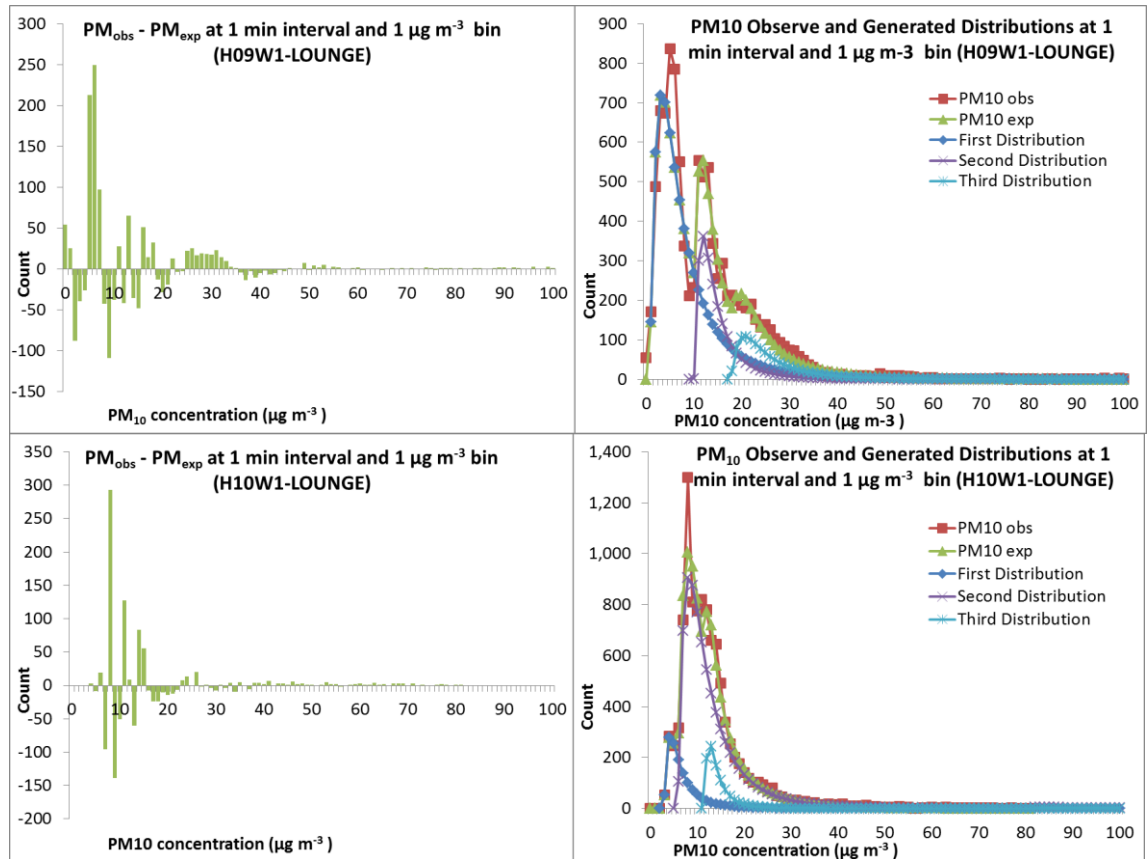 PMobs - PMexp at 1 min interval and 1 µg m-3 bin
(H09W1-LOUNGE)
300
250
200
150
100
50
0
-50
-100
-150
Count
0 10 20 30 40 50 60 70 80 90 100
PM10 concentration (µg m-3 )
PM10 Observe and Generated Distributions at 1
min interval and 1 µg m-3 bin (H09W1-LOUNGE)
900
800
700
600
500
400
300
200
100
0
Count
PM10 obs
PM10 exp
First Distribution
Second Distribution
Third Distribution
0 10 20 30 40 50 60 70 80 90 100
PM10 concentration (µg m-3 )
PMobs - PMexp at 1 min interval and 1 µg m-3 bin
(H10W1-LOUNGE)
350
300
250
200
150
100
50
0
-50
-100
-150
-200
Count
0 10 20 30 40 50 60 70 80 90 100
PM10 concentration (µg m-3 )
PM10 Observe and Generated Distributions at 1
min interval and 1 µg m-3 bin (H10W1-LOUNGE)
1,400
1,200
1,000
800
600
400
200
0
Count
PM10 obs
PM10 exp
First Distribution
Second Distribution
Third Distribution
0 10 20 30 40 50 60 70 80 90 100
PM10 concentration (µg m-3 )